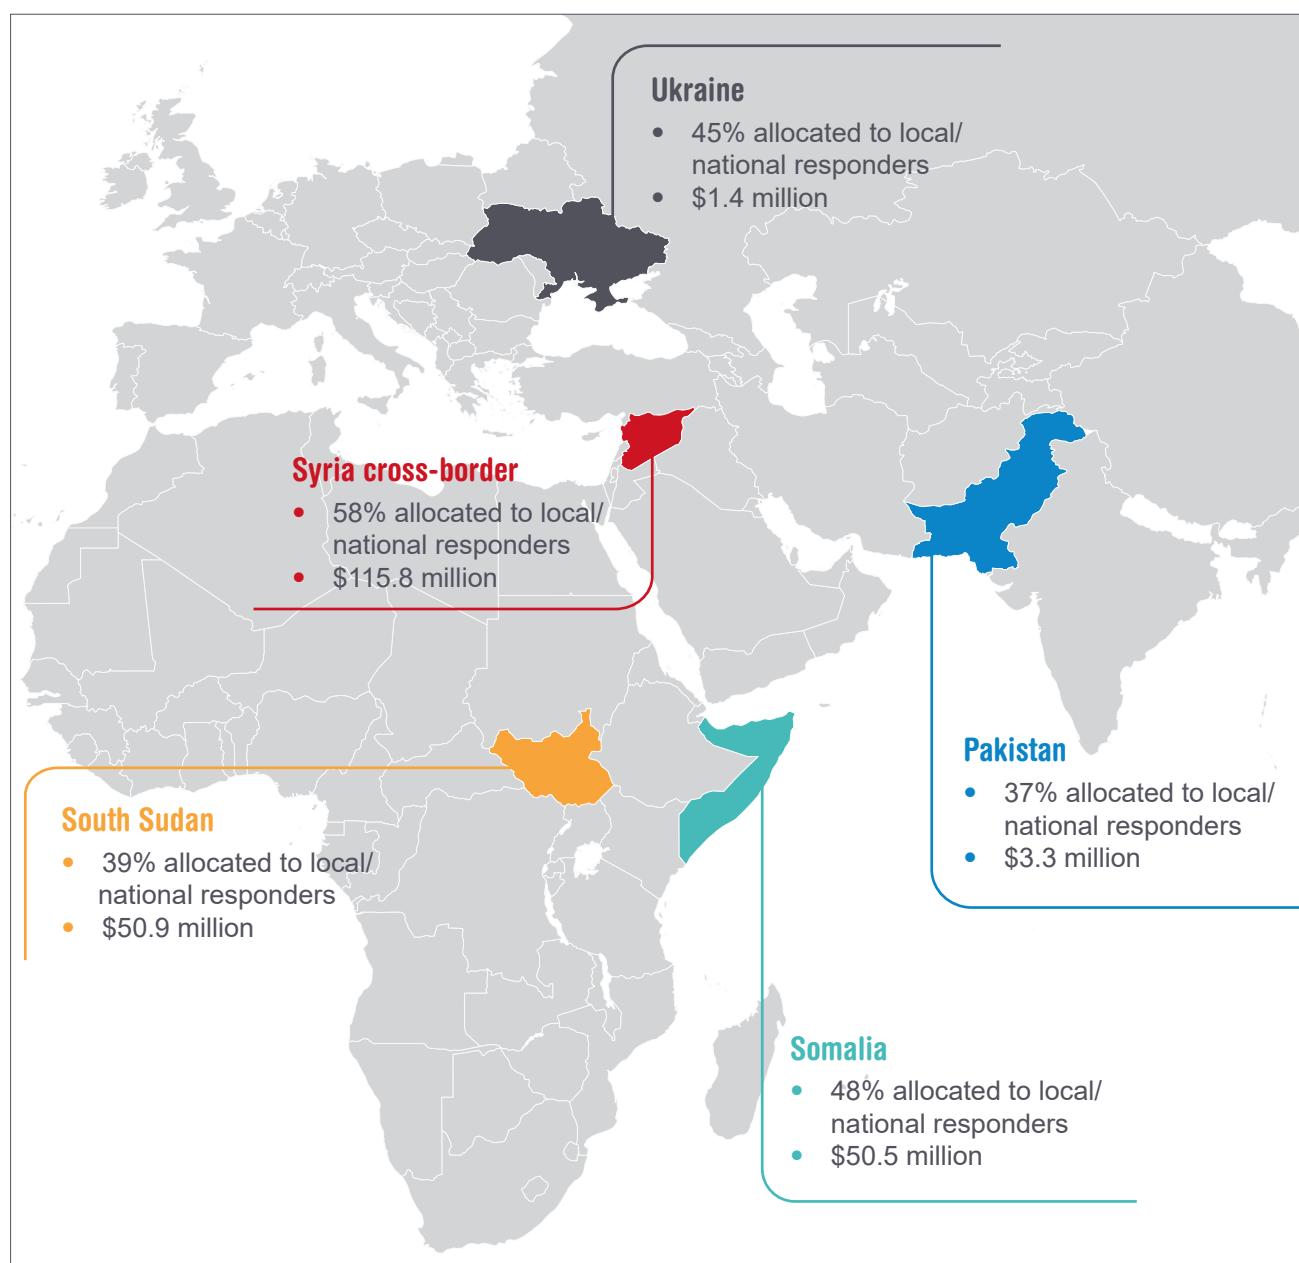 Ukraine
• 45% allocated to local/
national responders
• $1.4 million
Syria cross-border
• 58% allocated to local/
national responders
• $115.8 million
Pakistan
• 37% allocated to local/
national responders
• $3.3 million
South Sudan
• 39% allocated to local/
national responders
• $50.9 million
Somalia
• 48% allocated to local/
national responders
• $50.5 million